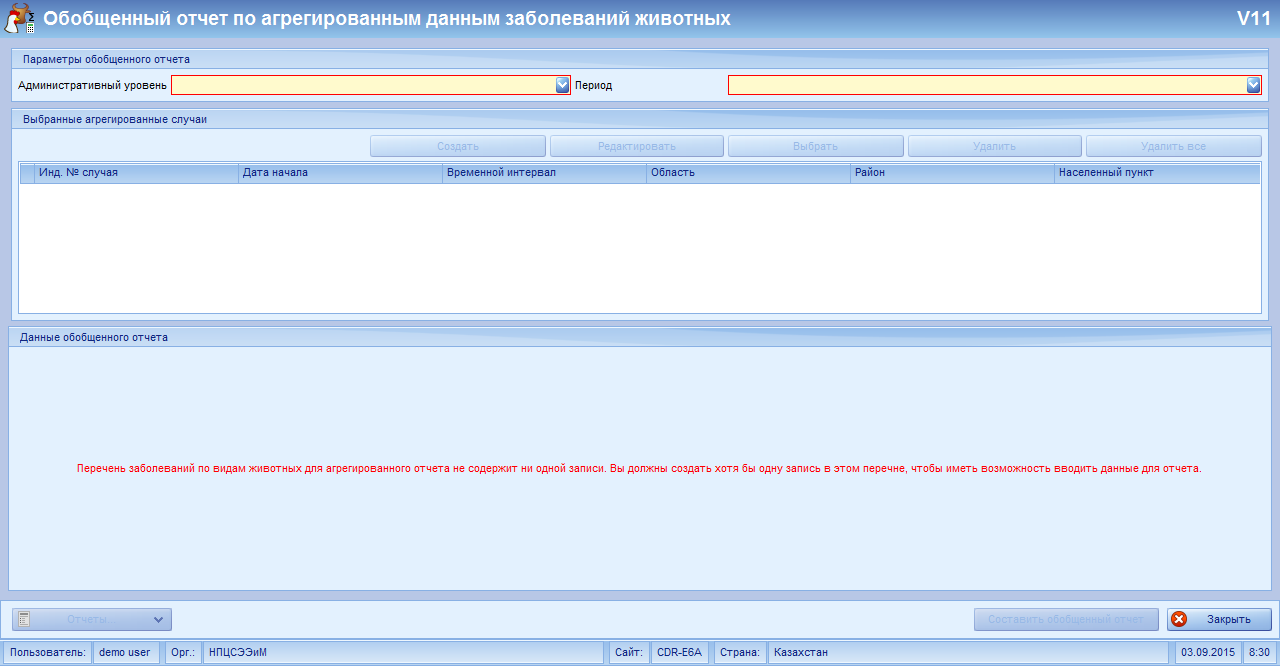 Обобщенный отчет по агрегированным данным заболеваний животных V11
Параметры обобщенного отчета
Административный уровень Период
Выбранные агрегированные случаи
Создать Редактировать Выбрать Удалить Удалить все
Инд. № случая Дата начала Временной интервал Область Район Населенный пункт
Данные обобщенного отчета
Перечень заболеваний по видам животных для агрегированного отчета не содержит ни одной записи. Вы должны создать хотя бы одну запись в этом перечне, чтобы иметь возможность вводить данные для отчета.
Отчеты Составить обобщенный отчет Закрыть
Пользователь: demo user Орг.: НПЦСЭЭиМ Сайт: CDR-E6A Страна: Казахстан 03.09.2015 8:30